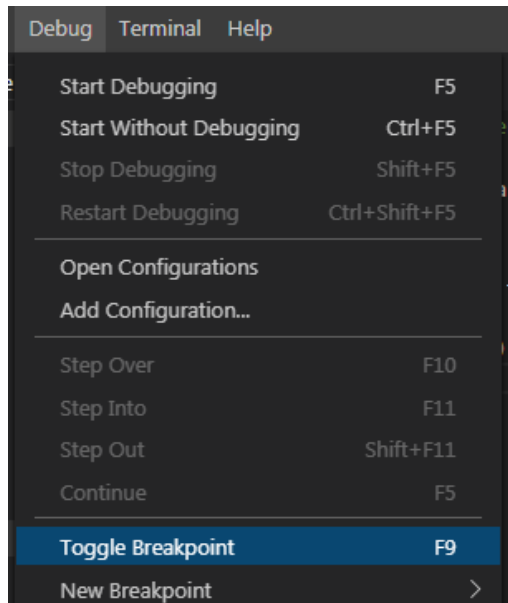 Debug Terminal Help
Start Debugging F5
Start Without Debugging Ctrl+F5
Stop Debugging Shift+F5
Restart Debugging Ctrl+Shift+F5
Open Configurations
Add Configuration...
Step Over F10
Step Into F11
Step Out Shift+F11
Continue F5
Toggle Breakpoint F9
New Breakpoint >